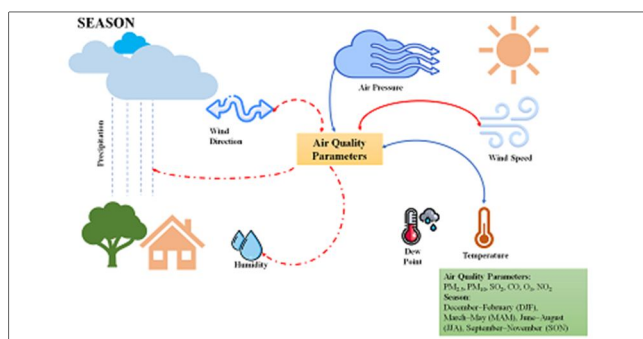 SEASON
Air Pressure
Precipitation
Wind
Direction
Air Quality
Parameters
Wind Speed
Humidity
Dew
Point
Temperature
Air Quality Parameters:
PM2.5, PM10, SO2, CO, O3, NO2
Season:
December–February (DJF),
March–May (MAM), June–August
(JJA), September–November (SON)